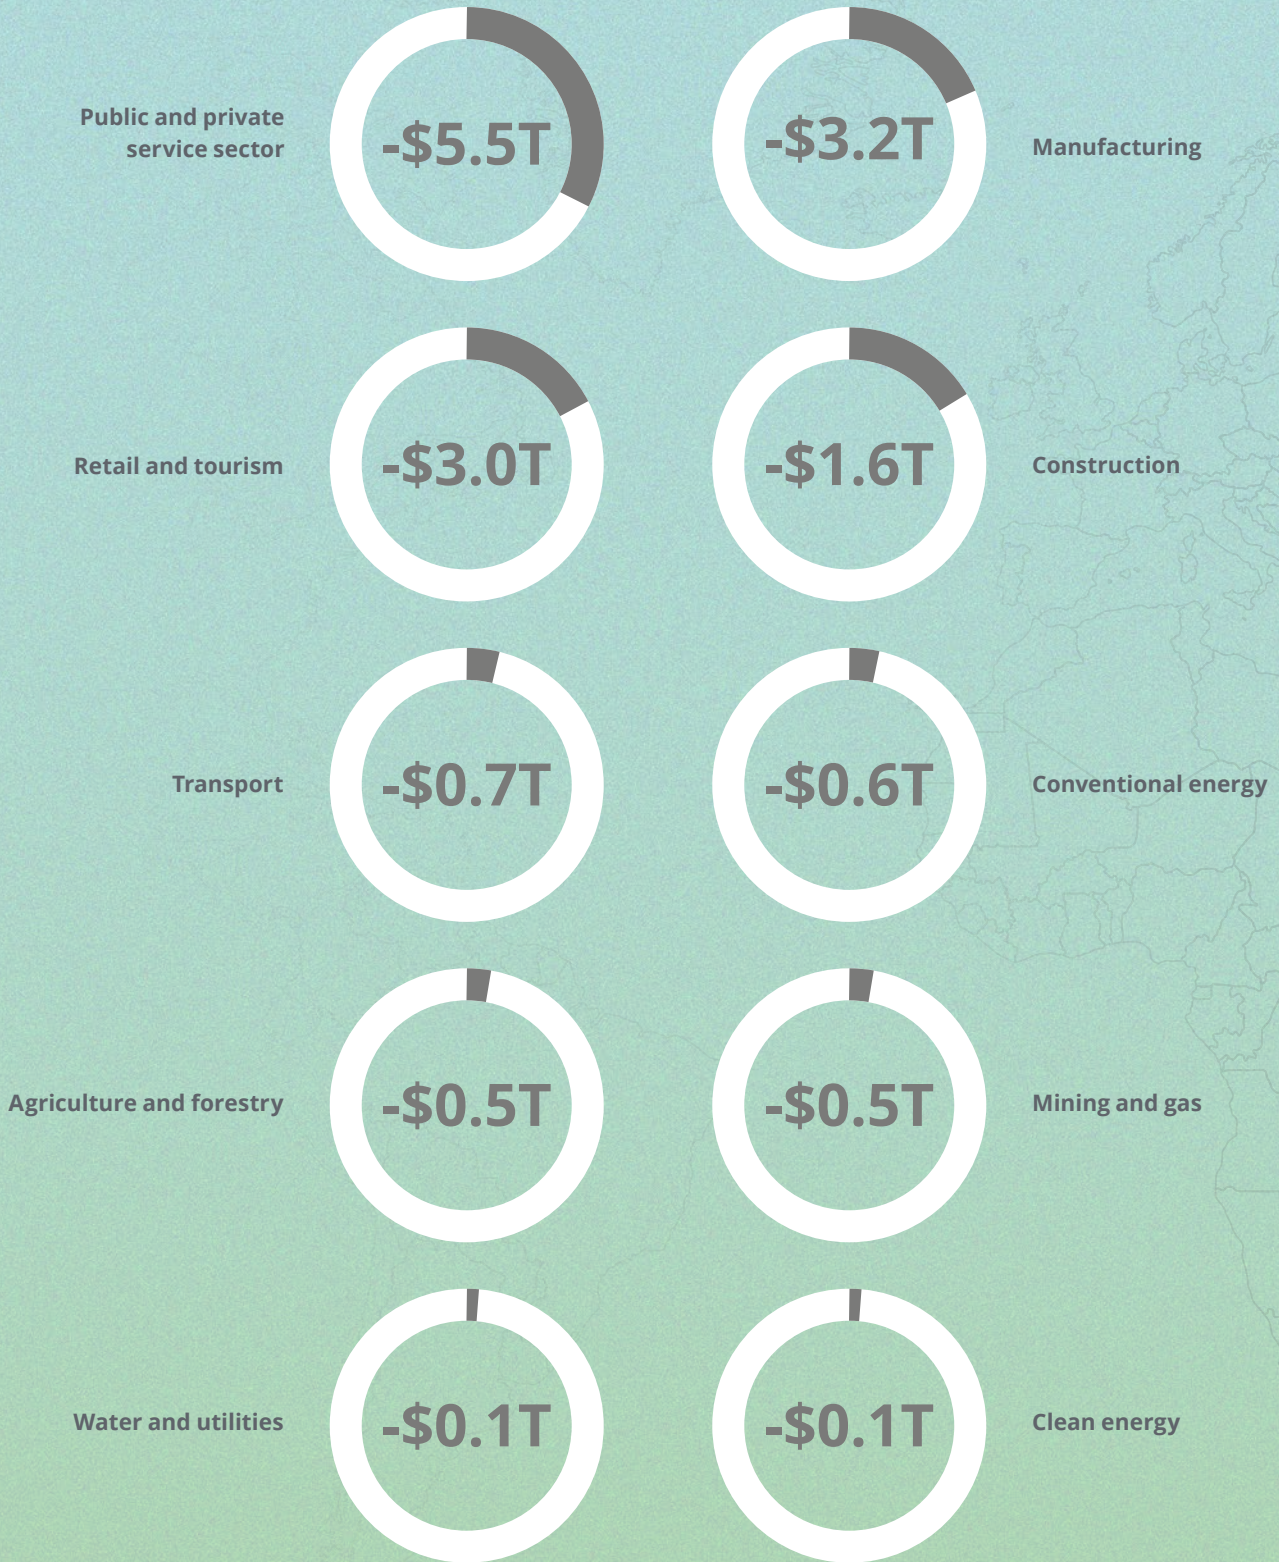 Public and private
service sector
-$5.5T
-$3.2T
Manufacturing
Retail and tourism
-$3.0T
-$1.6T
Construction
Transport
-$0.7T
-$0.6T
Conventional energy
Agriculture and forestry
-$0.5T
-$0.5T
Mining and gas
Water and utilities
-$0.1T
-$0.1T
Clean energy